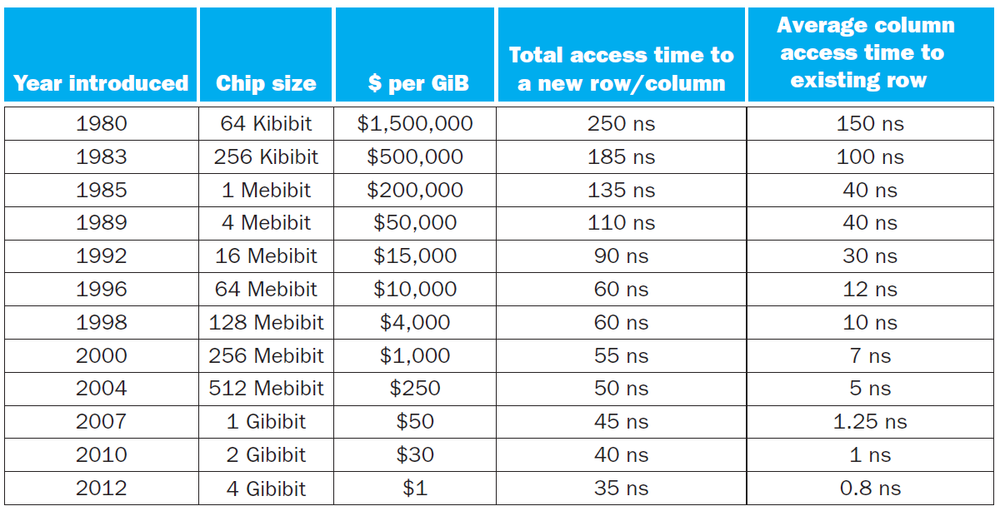 Year introduced Chip size $ per GiB Total access time to a new row/column Average column access time to existing row
1980 64 Kibibit $1,500,000 250 ns 150 ns
1983 256 Kibibit $500,000 185 ns 100 ns
1985 1 Mebibit $200,000 135 ns 40 ns
1989 4 Mebibit $50,000 110 ns 40 ns
1992 16 Mebibit $15,000 90 ns 30 ns
1996 64 Mebibit $10,000 60 ns 12 ns
1998 128 Mebibit $4,000 60 ns 10 ns
2000 256 Mebibit $1,000 55 ns 7 ns
2004 512 Mebibit $250 50 ns 5 ns
2007 1 Gibibit $50 45 ns 1.25 ns
2010 2 Gibibit $30 40 ns 1 ns
2012 4 Gibibit $1 35 ns 0.8 ns